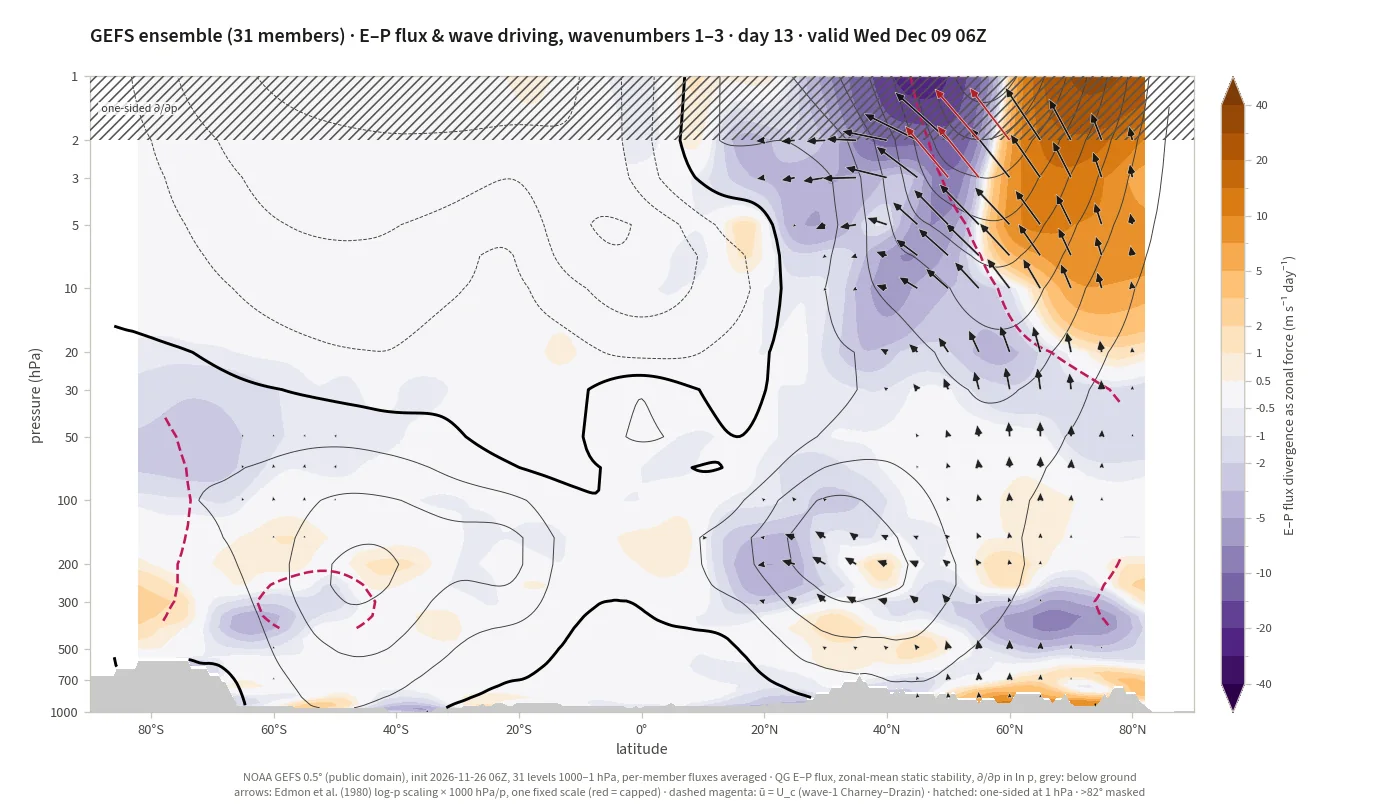 GEFS ensemble (31 members) · E–P flux & wave driving, wavenumbers 1–3 · day 13 · valid Wed Dec 09 06Z
one-sided ∂/∂p
pressure (hPa)
1
2
3
5
10
20
30
50
100
200
300
500
700
1000
80°S
60°S
40°S
20°S
0°
20°N
40°N
60°N
80°N
latitude
40
20
10
5
2
1
0.5
-0.5
-1
-2
-5
-10
-20
-40
E–P flux divergence as zonal force (m s⁻¹ day⁻¹)
NOAA GEFS 0.5° (public domain), init 2026-11-26 06Z, 31 levels 1000–1 hPa, per-member fluxes averaged · QG E–P flux, zonal-mean static stability, ∂/∂p in ln p, grey: below ground
arrows: Edmon et al. (1980) log-p scaling × 1000 hPa/p, one fixed scale (red = capped) · dashed magenta: ū = U_c (wave-1 Charney–Drazin) · hatched: one-sided at 1 hPa · >82° masked